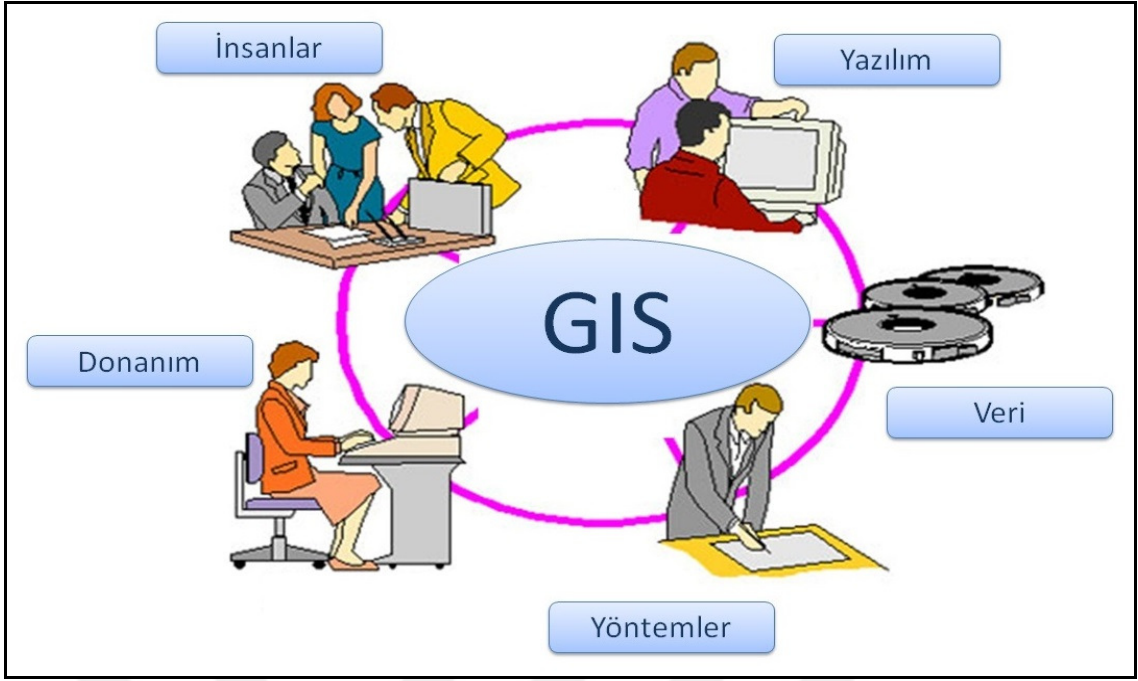 İnsanlar
Yazılım
GIS
Donanım
Veri
Yöntemler